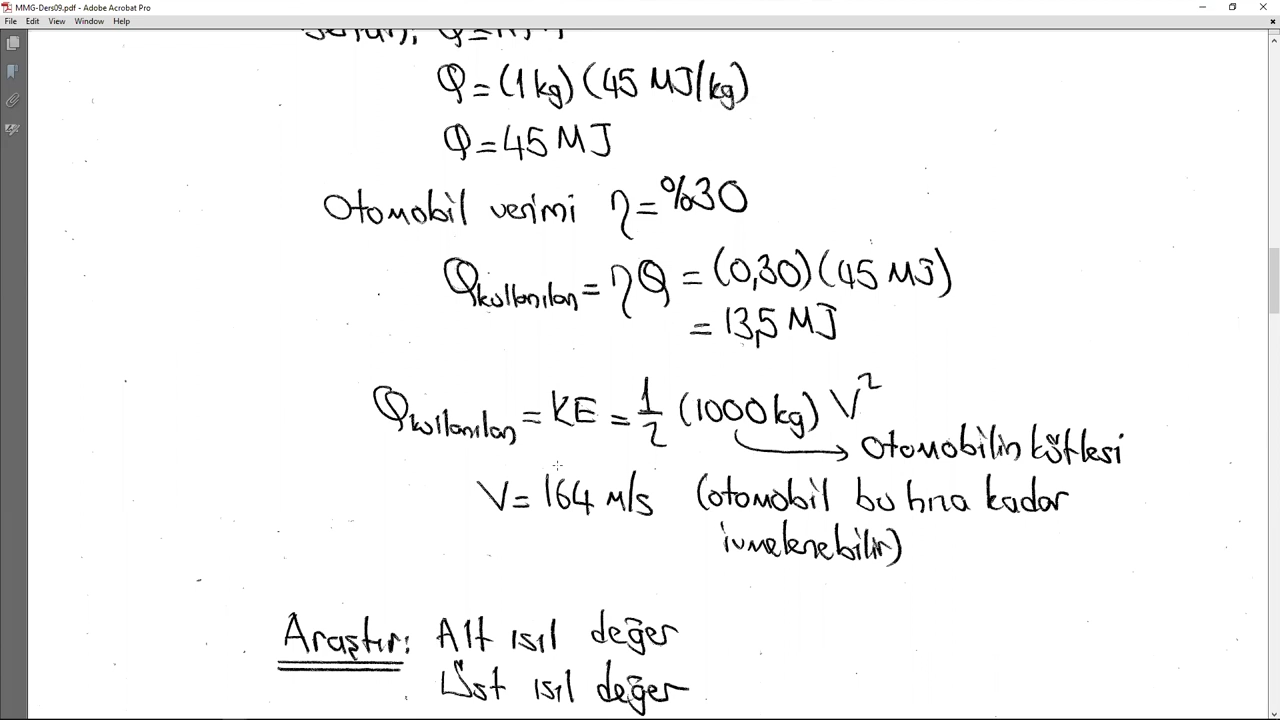 MMG-Ders09.pdf - Adobe Acrobat Pro
File Edit View Window Help
Q = (1 kg) (45 MJ/kg)
Q = 45 MJ
Otomobil verimi η = %30
Qkullanılan = ηQ = (0,30) (45 MJ)
= 13,5 MJ
Qkullanılan = KE = 1/2 (1000 kg) V²
Otomobilin kütlesi
V = 164 m/s (otomobil bu hıza kadar
ivmelenebilir)
Araştır: Alt ısıl değer
Üst ısıl değer